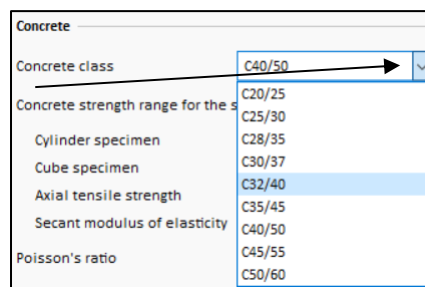 Concrete
Concrete class C40/50
Concrete strength range for the s C20/25
C25/30
Cylinder specimen C28/35
Cube specimen C30/37
Axial tensile strength C32/40
Secant modulus of elasticity C35/45
C40/50
Poisson's ratio C45/55
C50/60